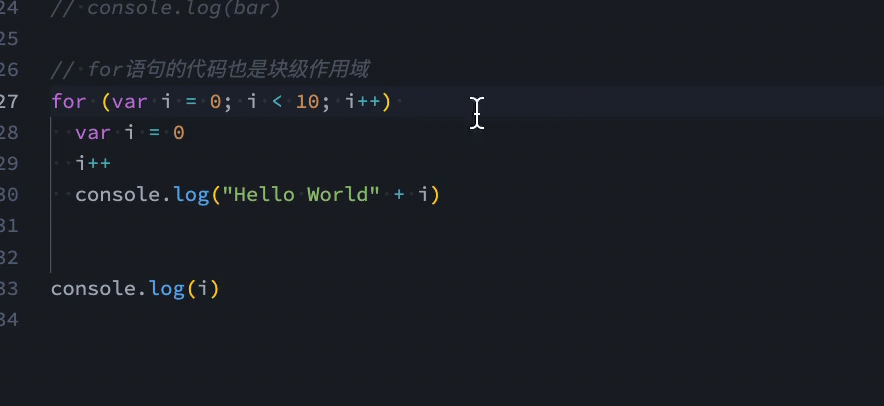 24 // console.log(bar)
25
26 // for语句的代码也是块级作用域
27 for (var i = 0; i < 10; i++)
28 var i = 0
29 i++
30 console.log("Hello World" + i)
31
32
33 console.log(i)
34